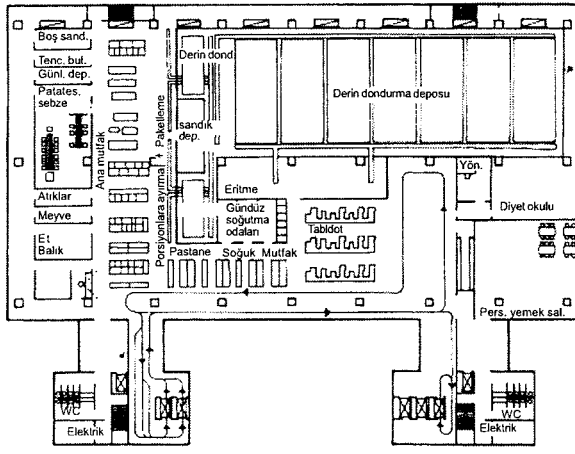 Boş sand.
Tenc. bul.
Günl. dep.
Patates,
sebze
Atıklar
Meyve
Et
Balık
Ana mutfak
Porsiyonlara ayırma + Paketleme
Derin dond.
sandık
dep.
Derin dondurma deposu
Eritme
Gündüz
soğutma
odaları
Pastane
Soğuk Mutfak
Tabldot
Yön.
Diyet okulu
Pers. yemek sal.
WC
Elektrik
WC
Elektrik